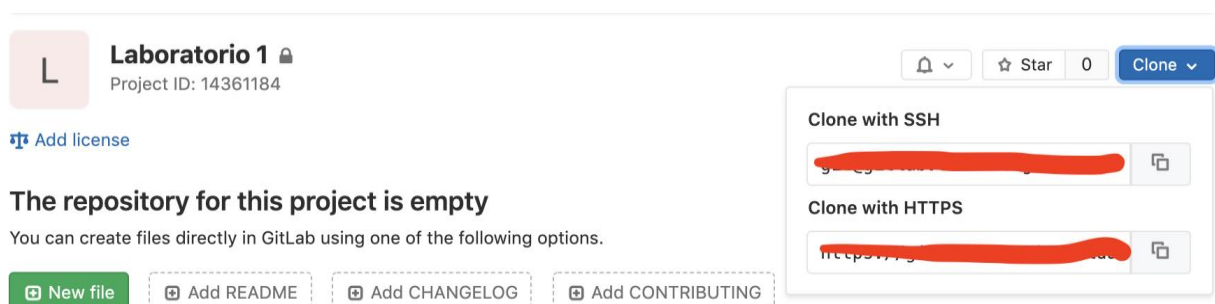 L
Laboratorio 1
Project ID: 14361184
Star 0 Clone
Add license
Clone with SSH
Clone with HTTPS
The repository for this project is empty
You can create files directly in GitLab using one of the following options.
New file Add README Add CHANGELOG Add CONTRIBUTING